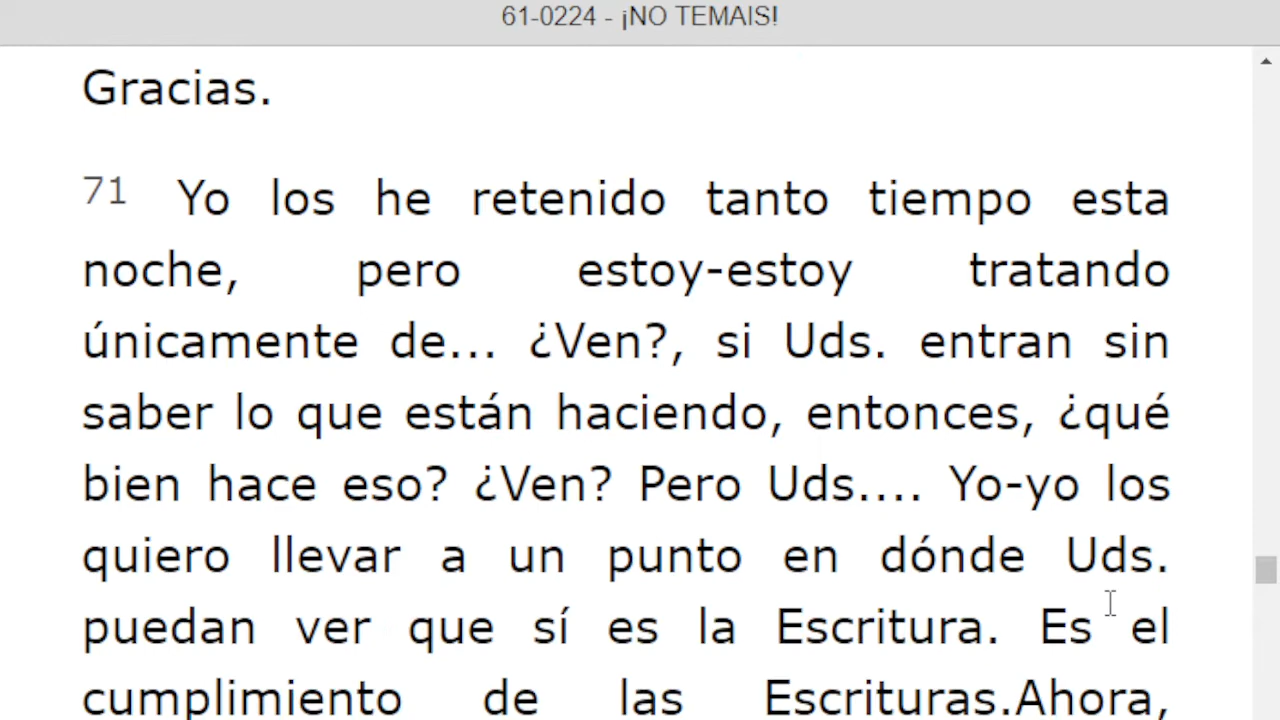 61-0224 - ¡NO TEMAIS!
Gracias.
71 Yo los he retenido tanto tiempo esta
noche, pero estoy-estoy tratando
únicamente de... ¿Ven?, si Uds. entran sin
saber lo que están haciendo, entonces, ¿qué
bien hace eso? ¿Ven? Pero Uds.... Yo-yo los
quiero llevar a un punto en dónde Uds.
puedan ver que sí es la Escritura. Es el
cumplimiento de las Escrituras.Ahora,